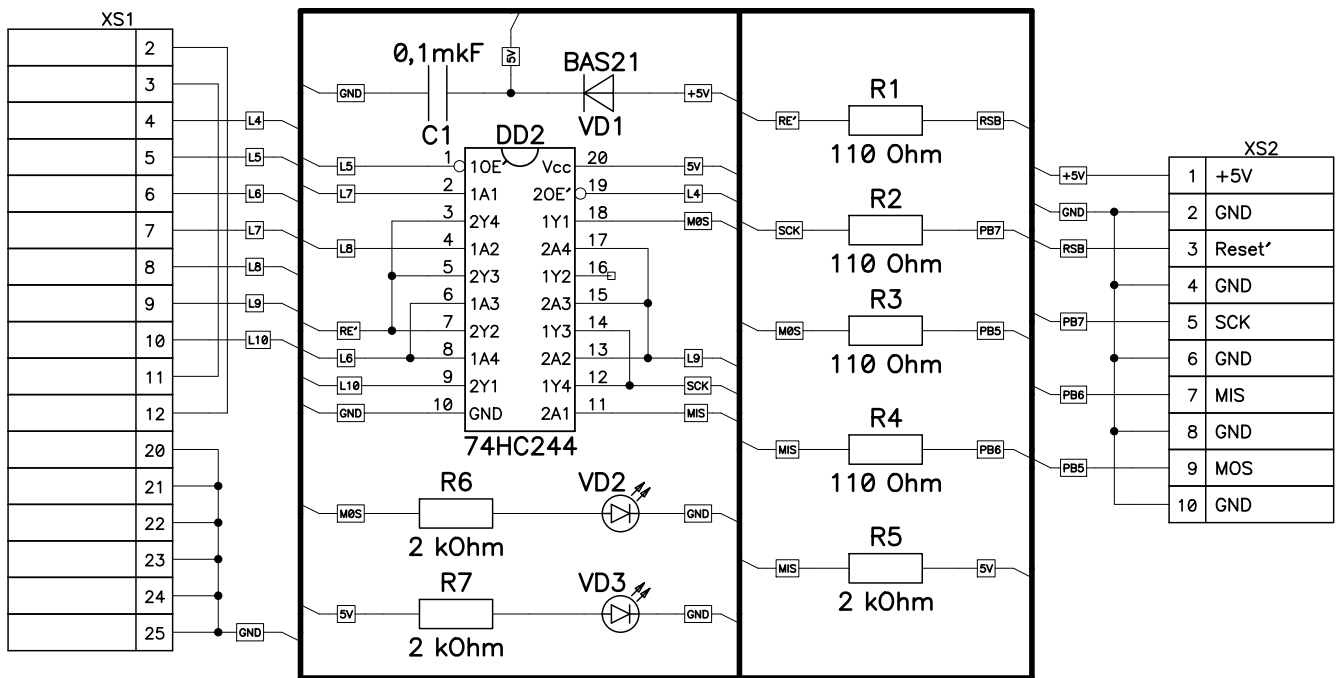 XS1
2
3
4 L4
5 L5
6 L6
7 L7
8 L8
9 L9
10 L10
11
12
20
21
22
23
24
25 GND
5V
0,1mkF
BAS21
GND
+5V
C1
VD1
DD2
L5 1 1OE′ Vcc 20 5V
L7 2 1A1 2OE′ 19 L4
3 2Y4 1Y1 18 M0S
L8 4 1A2 2A4 17
5 2Y3 1Y2 16
6 1A3 2A3 15
RE′ 7 2Y2 1Y3 14
L6 8 1A4 2A2 13 L9
L10 9 2Y1 1Y4 12 SCK
GND 10 GND 2A1 11 MIS
74HC244
R6
VD2
M0S
GND
2 kOhm
R7
VD3
5V
GND
2 kOhm
R1
RE′
RSB
110 Ohm
R2
SCK
PB7
110 Ohm
R3
M0S
PB5
110 Ohm
R4
MIS
PB6
110 Ohm
R5
MIS
5V
2 kOhm
XS2
+5V 1 +5V
GND 2 GND
RSB 3 Reset′
4 GND
PB7 5 SCK
6 GND
PB6 7 MIS
8 GND
PB5 9 MOS
10 GND